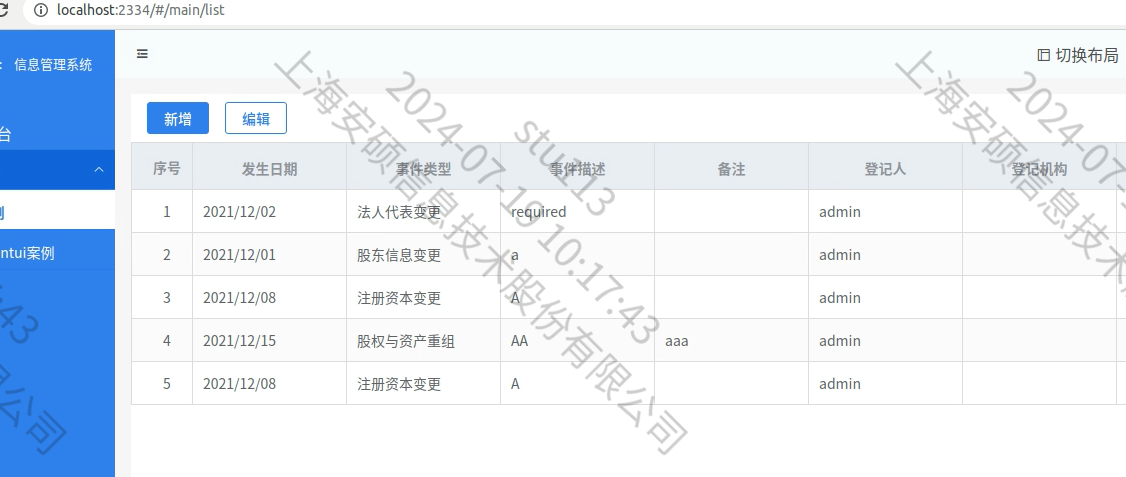 localhost:2334/#/main/list
: 信息管理系统
切换布局
台
新增 编辑
序号 发生日期 事件类型 事件描述 备注 登记人 登记机构
1 2021/12/02 法人代表变更 required admin
2 2021/12/01 股东信息变更 a admin
3 2021/12/08 注册资本变更 A admin
4 2021/12/15 股权与资产重组 AA aaa admin
5 2021/12/08 注册资本变更 A admin
ntui案例
上海安硕信息技术股份有限公司
2024-07-19 10:17:43
stu113
上海安硕信息技术
2024-07-19
:43
公司